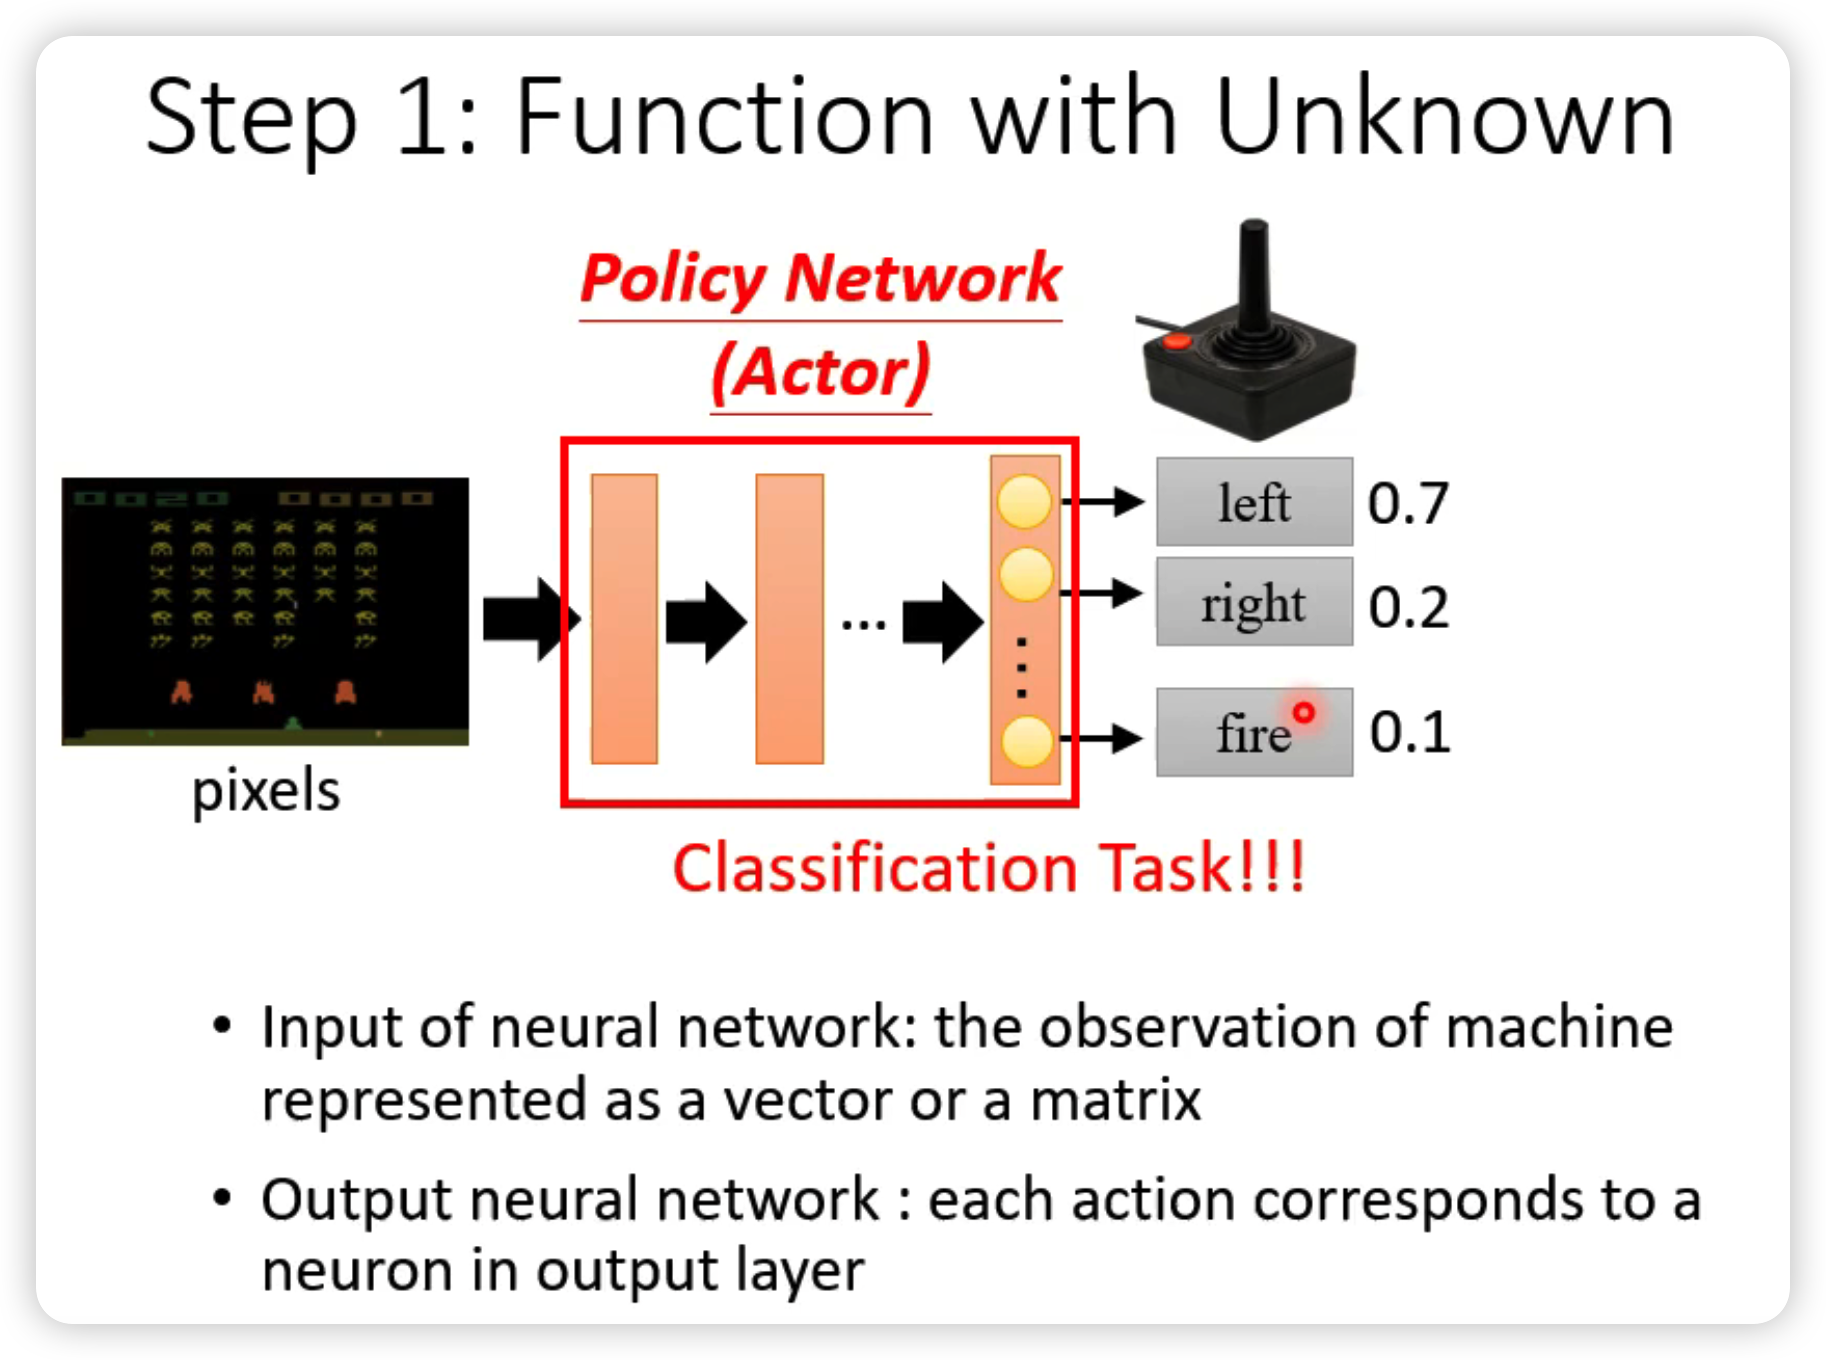 Step 1: Function with Unknown
Policy Network
(Actor)
0020 0000
pixels
...
left 0.7
right 0.2
fire 0.1
Classification Task!!!
• Input of neural network: the observation of machine
represented as a vector or a matrix
• Output neural network : each action corresponds to a
neuron in output layer